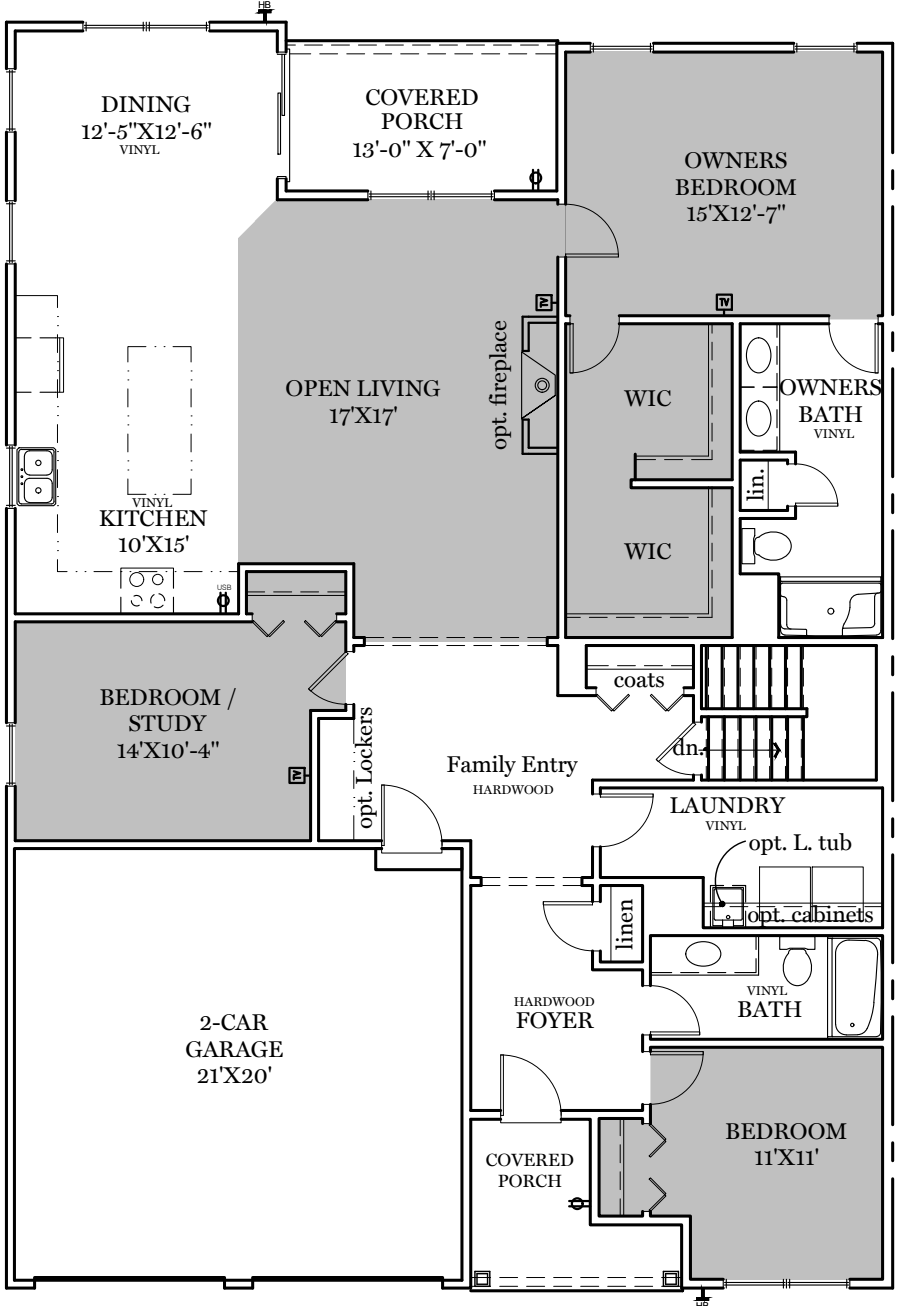 HB
DINING
12'-5"X12'-6"
VINYL
COVERED
PORCH
13'-0" X 7'-0"
OWNERS
BEDROOM
15'X12'-7"
TV
TV
opt. fireplace
OPEN LIVING
17'X17'
WIC
OWNERS
BATH
VINYL
lin.
VINYL
KITCHEN
10'X15'
USB
WIC
BEDROOM /
STUDY
14'X10'-4"
TV
opt. Lockers
coats
dn.
Family Entry
HARDWOOD
LAUNDRY
VINYL
opt. L. tub
opt. cabinets
linen
HARDWOOD
FOYER
VINYL
BATH
2-CAR
GARAGE
21'X20'
BEDROOM
11'X11'
COVERED
PORCH
HB